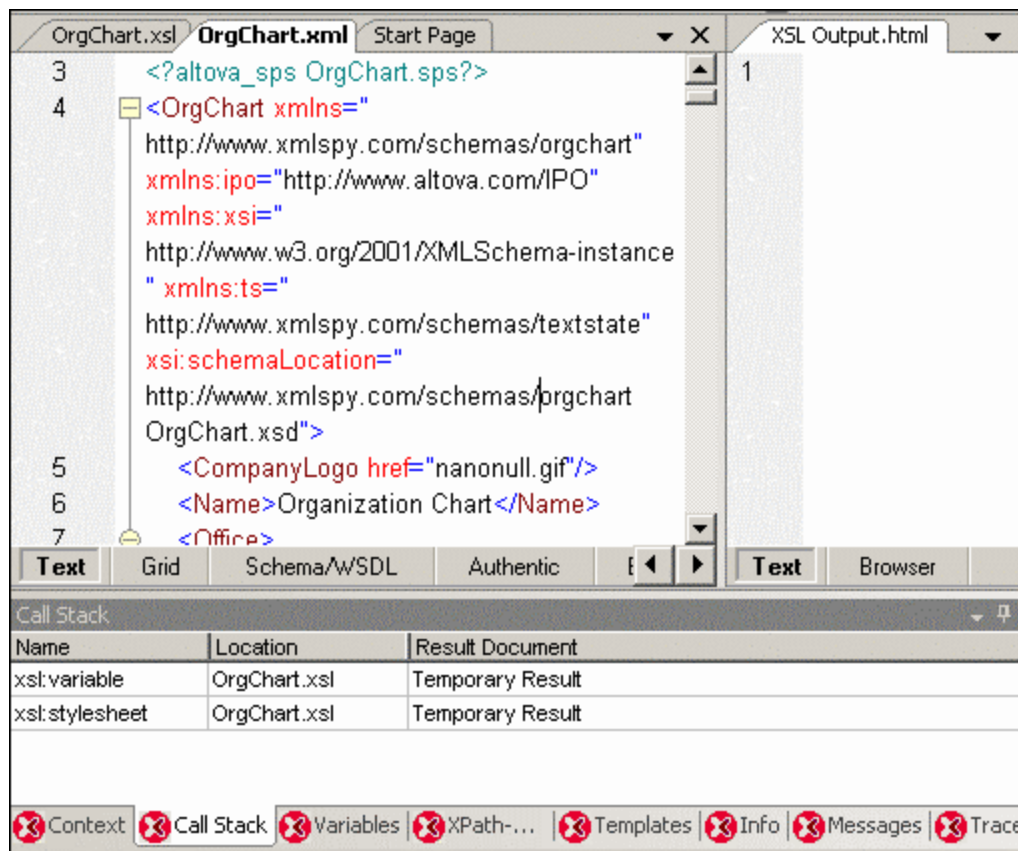 OrgChart.xsl OrgChart.xml Start Page
XSL Output.html
3 <?altova_sps OrgChart.sps?>
4 <OrgChart xmlns="
http://www.xmlspy.com/schemas/orgchart"
xmlns:ipo="http://www.altova.com/IPO"
xmlns:xsi="
http://www.w3.org/2001/XMLSchema-instance
" xmlns:ts="
http://www.xmlspy.com/schemas/textstate"
xsi:schemaLocation="
http://www.xmlspy.com/schemas/orgchart
OrgChart.xsd">
5 <CompanyLogo href="nanonull.gif"/>
6 <Name>Organization Chart</Name>
7 <Office>
1
Text Grid Schema/WSDL Authentic
Text Browser
Call Stack
Name Location Result Document
xsl:variable OrgChart.xsl Temporary Result
xsl:stylesheet OrgChart.xsl Temporary Result
Context Call Stack Variables XPath-... Templates Info Messages Trace